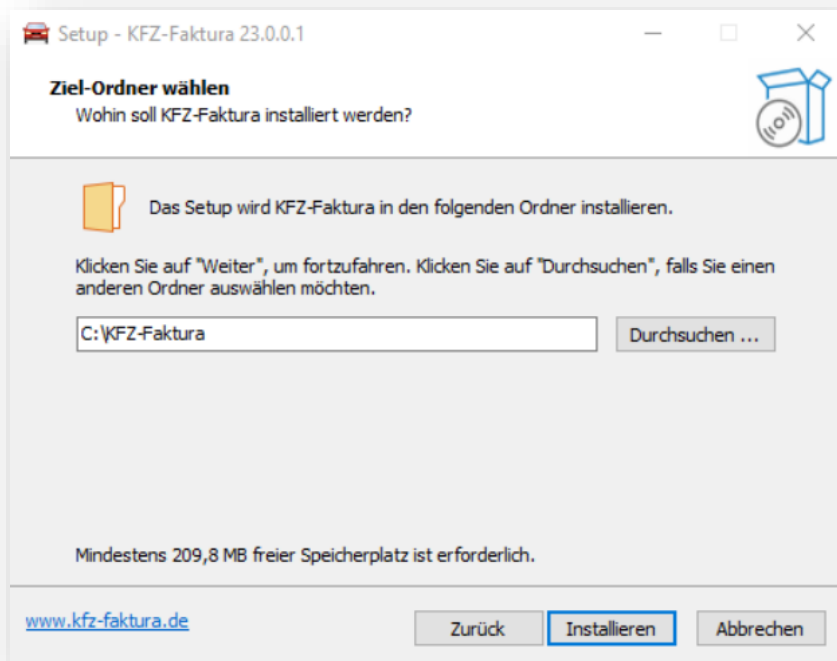 Setup - KFZ-Faktura 23.0.0.1
Ziel-Ordner wählen
Wohin soll KFZ-Faktura installiert werden?
Das Setup wird KFZ-Faktura in den folgenden Ordner installieren.
Klicken Sie auf "Weiter", um fortzufahren. Klicken Sie auf "Durchsuchen", falls Sie einen
anderen Ordner auswählen möchten.
C:\KFZ-Faktura
Durchsuchen ...
Mindestens 209,8 MB freier Speicherplatz ist erforderlich.
www.kfz-faktura.de
Zurück
Installieren
Abbrechen